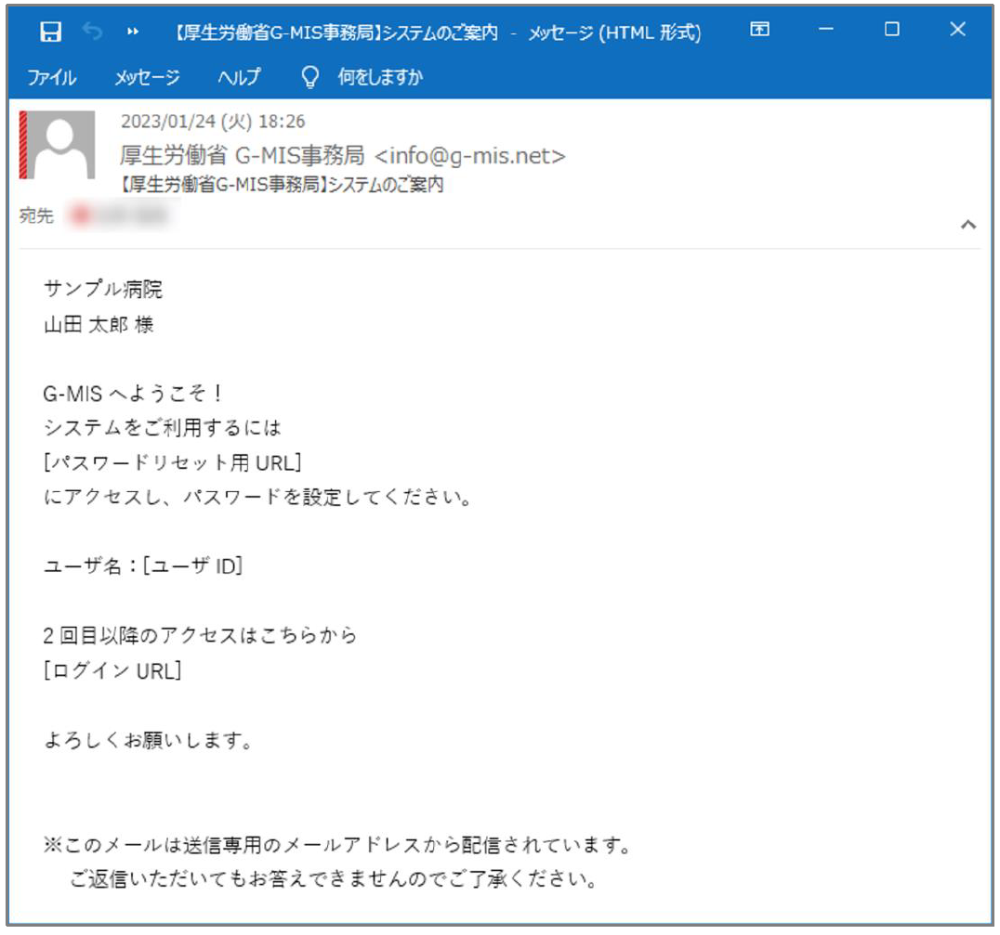 【厚生労働省G-MIS事務局】システムのご案内 - メッセージ (HTML 形式)
ファイル メッセージ ヘルプ 何をしますか
2023/01/24 (火) 18:26
厚生労働省 G-MIS事務局 <info@g-mis.net>
【厚生労働省G-MIS事務局】システムのご案内
宛先
サンプル病院
山田 太郎 様
G-MIS へようこそ！
システムをご利用するには
[パスワードリセット用 URL]
にアクセスし、パスワードを設定してください。
ユーザ名：[ユーザ ID]
2 回目以降のアクセスはこちらから
[ログイン URL]
よろしくお願いします。
※このメールは送信専用のメールアドレスから配信されています。
ご返信いただいてもお答えできませんのでご了承ください。